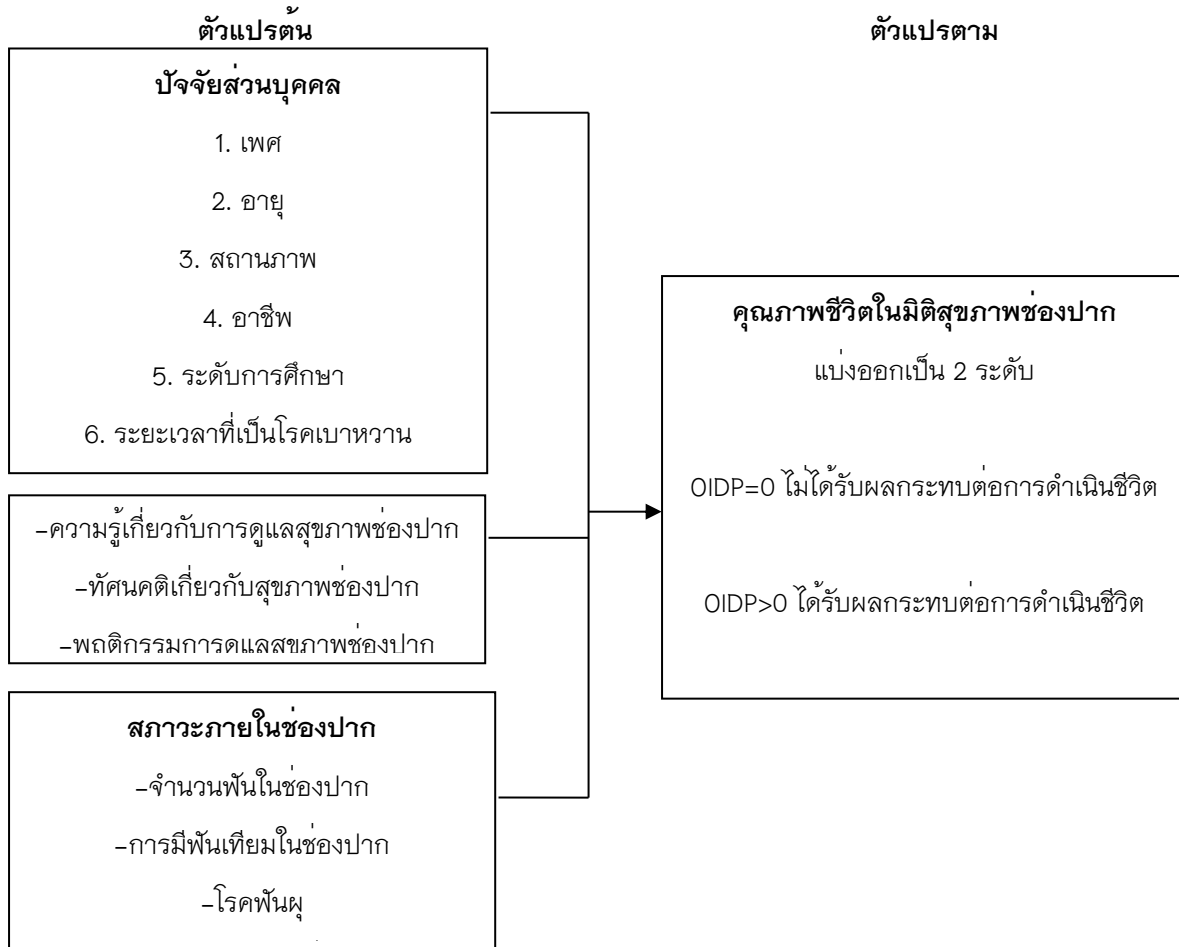 ตัวแปรต้น
ตัวแปรตาม
ปัจจัยส่วนบุคคล
1. เพศ
2. อายุ
3. สถานภาพ
4. อาชีพ
5. ระดับการศึกษา
6. ระยะเวลาที่เป็นโรคเบาหวาน
-ความรู้เกี่ยวกับการดูแลสุขภาพช่องปาก
-ทัศนคติเกี่ยวกับสุขภาพช่องปาก
-พฤติกรรมการดูแลสุขภาพช่องปาก
สภาวะภายในช่องปาก
-จำนวนฟันในช่องปาก
-การมีฟันเทียมในช่องปาก
-โรคฟันผุ
คุณภาพชีวิตในมิติสุขภาพช่องปาก
แบ่งออกเป็น 2 ระดับ
OIDP=0 ไม่ได้รับผลกระทบต่อการดำเนินชีวิต
OIDP>0 ได้รับผลกระทบต่อการดำเนินชีวิต